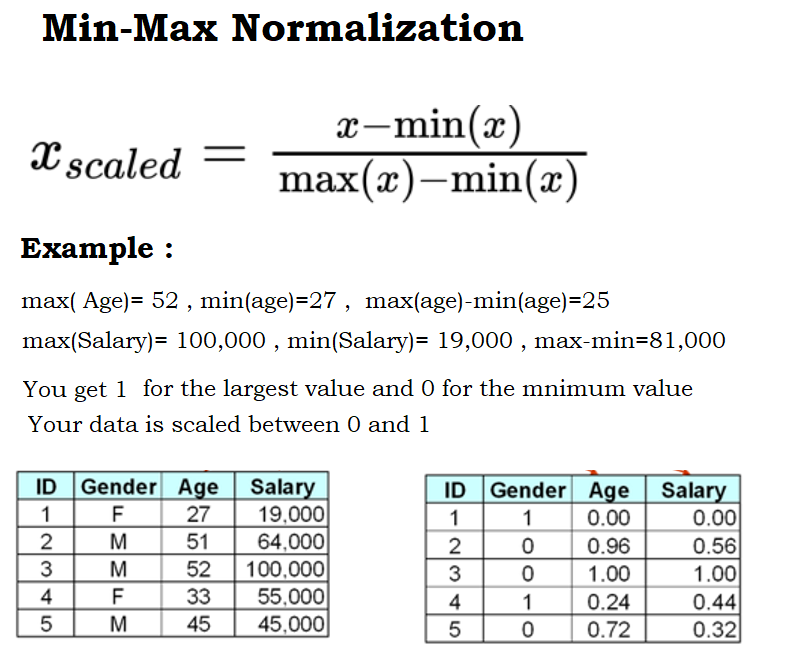 Min-Max Normalization
x scaled = x−min(x) / max(x)−min(x)
Example :
max( Age)= 52 , min(age)=27 , max(age)-min(age)=25
max(Salary)= 100,000 , min(Salary)= 19,000 , max-min=81,000
You get 1 for the largest value and 0 for the mnimum value
Your data is scaled between 0 and 1
ID Gender Age Salary
1 F 27 19,000
2 M 51 64,000
3 M 52 100,000
4 F 33 55,000
5 M 45 45,000
ID Gender Age Salary
1 1 0.00 0.00
2 0 0.96 0.56
3 0 1.00 1.00
4 1 0.24 0.44
5 0 0.72 0.32